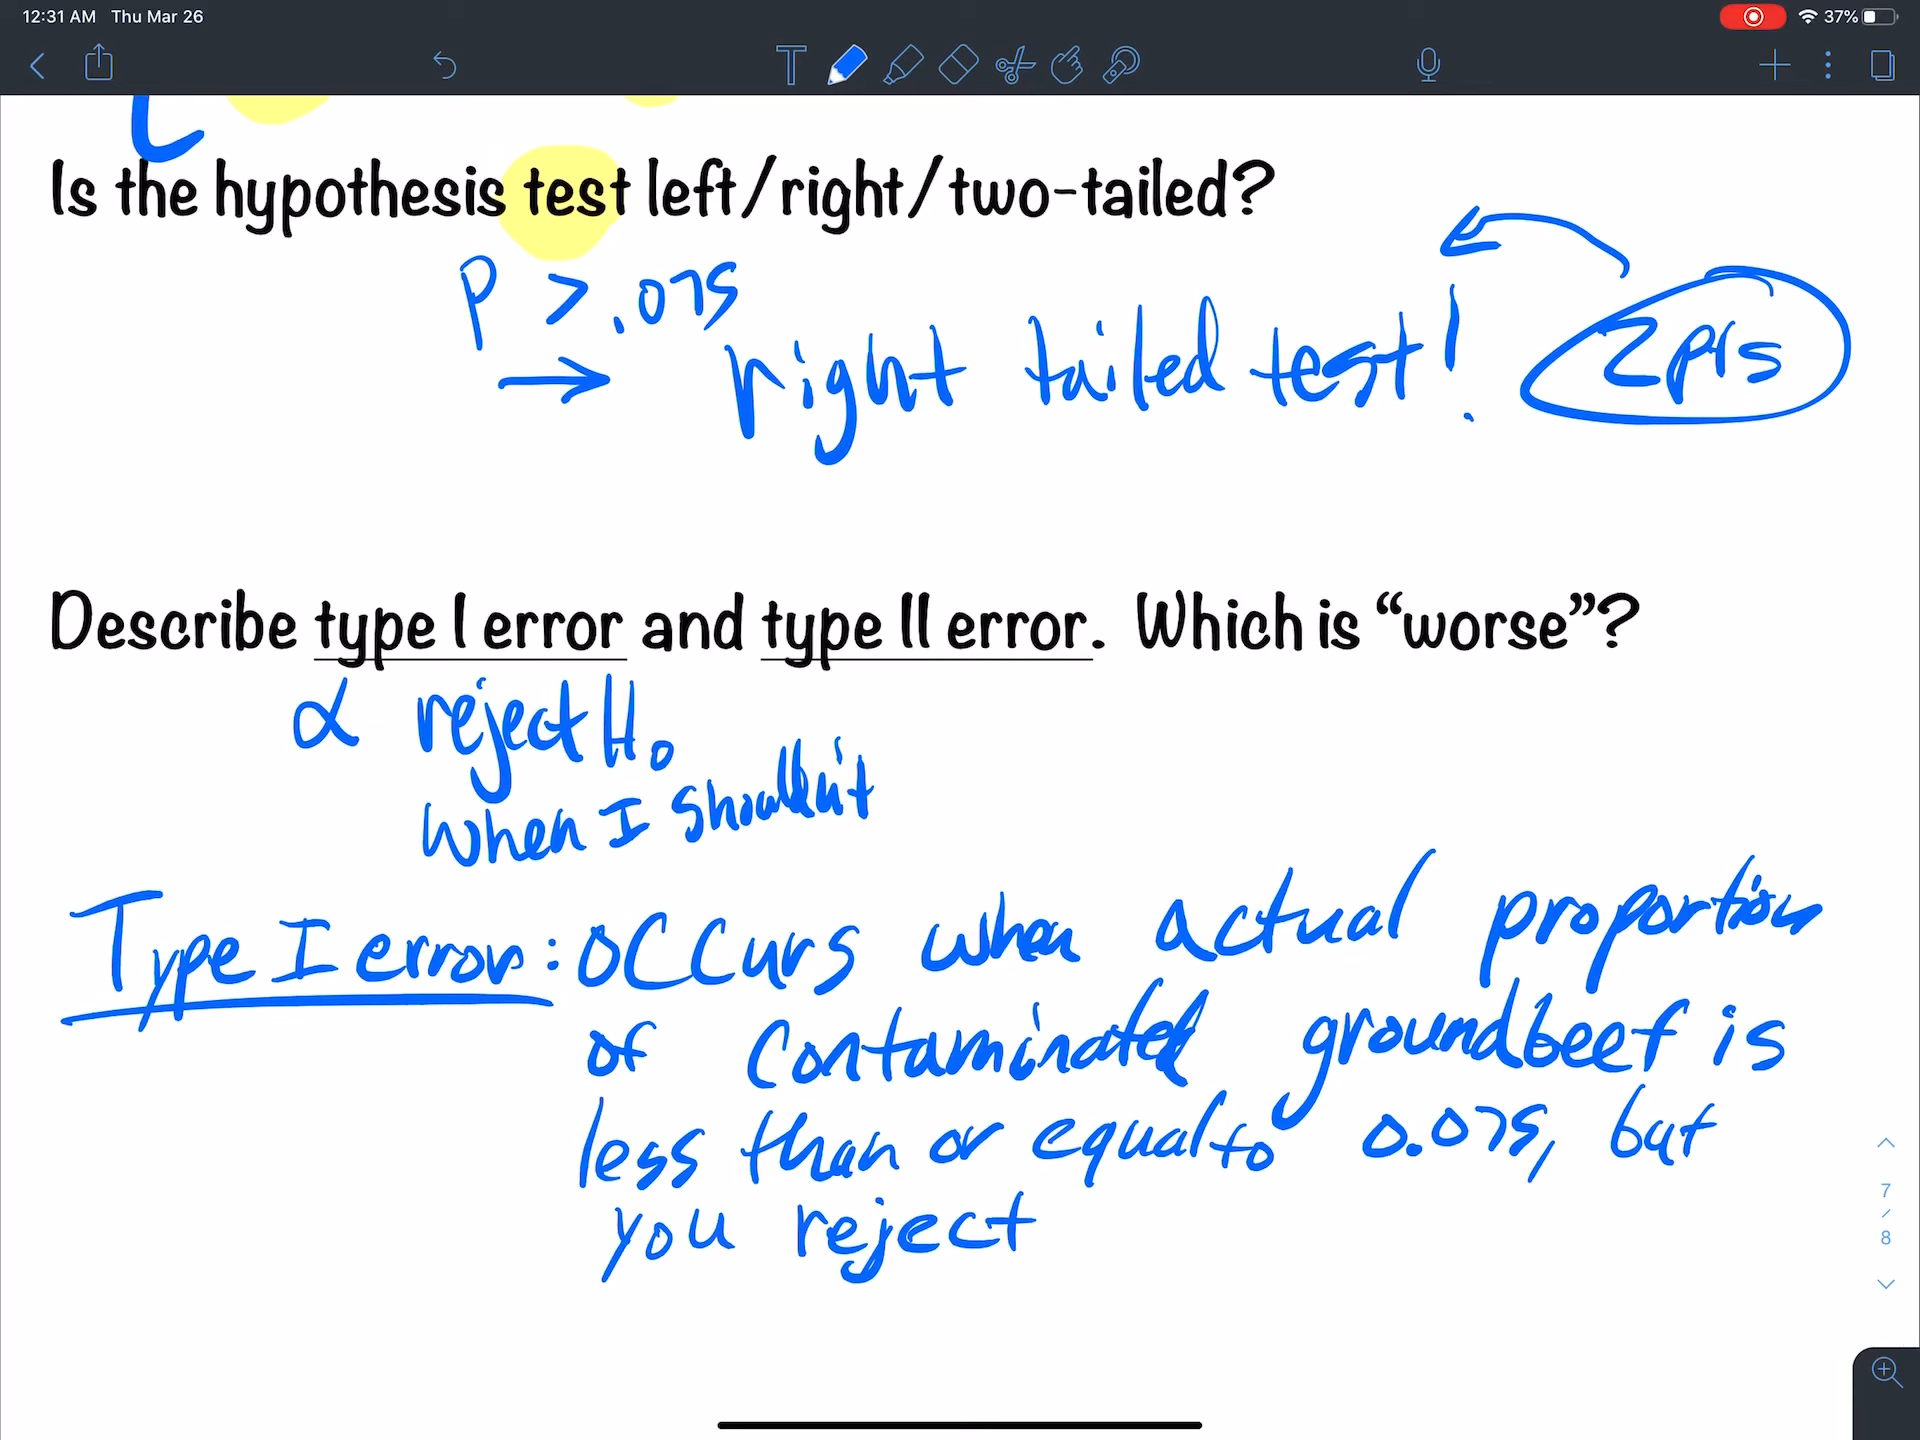 12:31 AM Thu Mar 26
37%
Is the hypothesis test left/right/two-tailed?
P > .075
→ right tailed test!
2pts
Describe type I error and type II error. Which is “worse”?
α reject H₀
when I shouldn't
Type I error: occurs when actual proportion
of contaminated ground beef is
less than or equal to 0.075, but
you reject
7
/
8